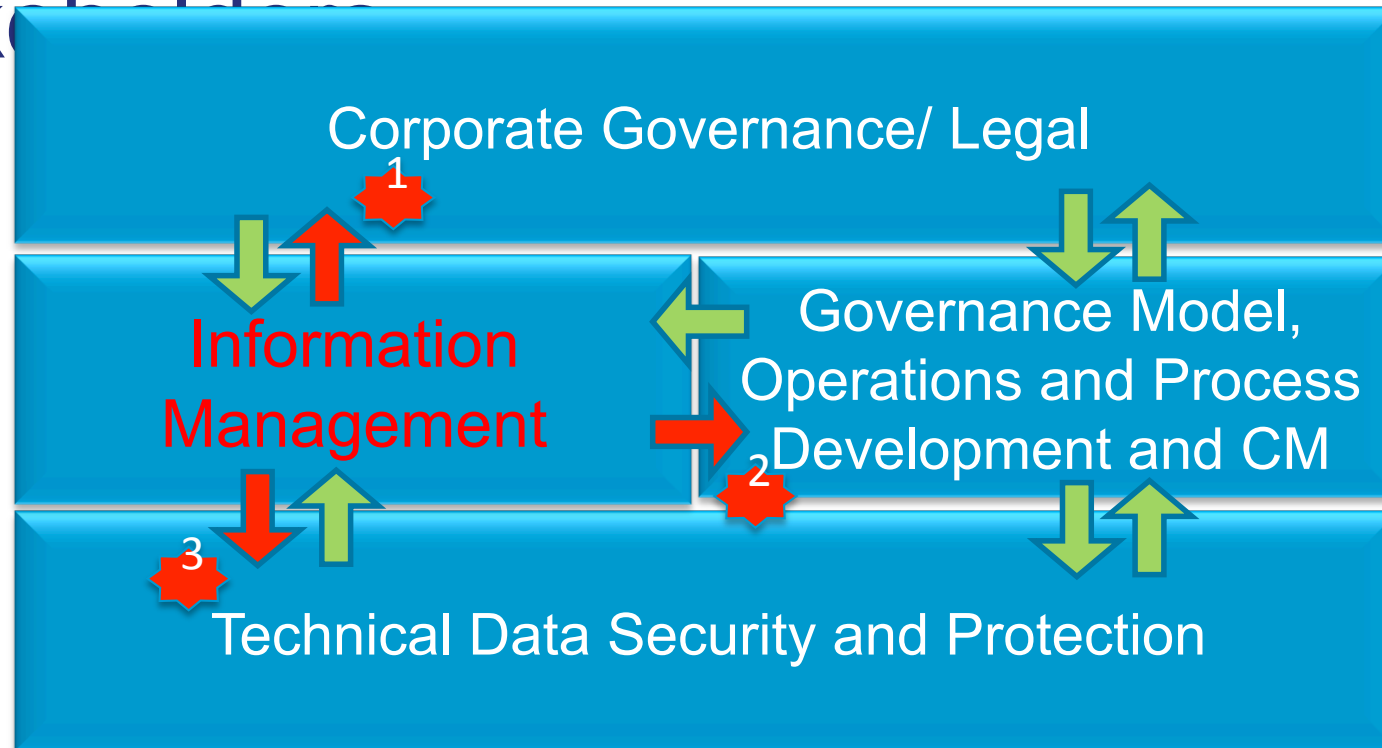 Corporate Governance/ Legal
1
Information
Management
Governance Model,
Operations and Process
Development and CM
2
3
Technical Data Security and Protection